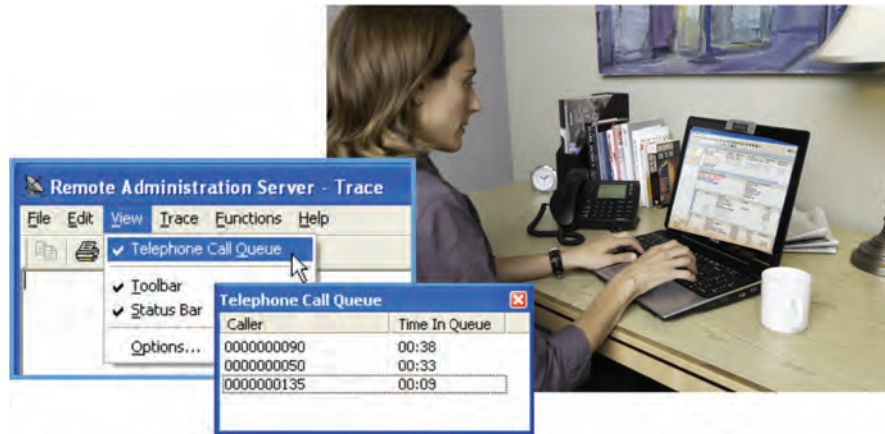 Remote Administration Server - Trace
File Edit View Trace Functions Help
Telephone Call Queue
Toolbar
Status Bar
Options...
Telephone Call Queue
Caller Time In Queue
0000000090 00:38
0000000050 00:33
0000000135 00:09